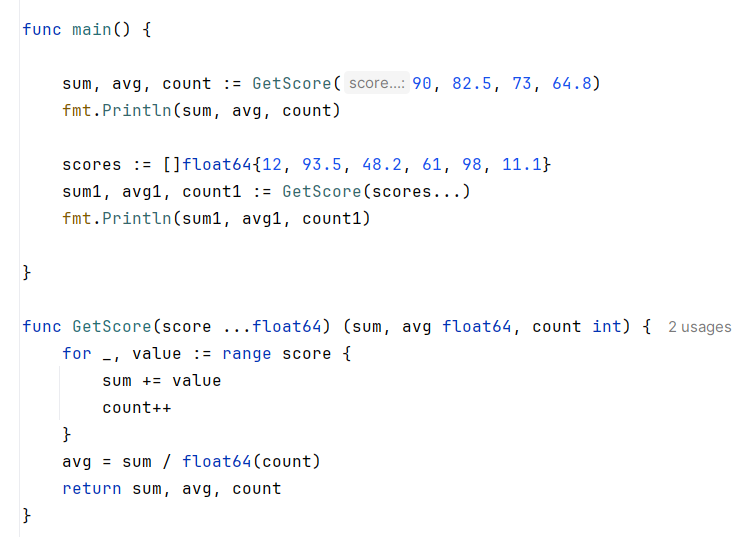 func main() {
sum, avg, count := GetScore( score...: 90, 82.5, 73, 64.8)
fmt.Println(sum, avg, count)
scores := []float64{12, 93.5, 48.2, 61, 98, 11.1}
sum1, avg1, count1 := GetScore(scores...)
fmt.Println(sum1, avg1, count1)
}
func GetScore(score ...float64) (sum, avg float64, count int) { 2 usages
for _, value := range score {
sum += value
count++
}
avg = sum / float64(count)
return sum, avg, count
}